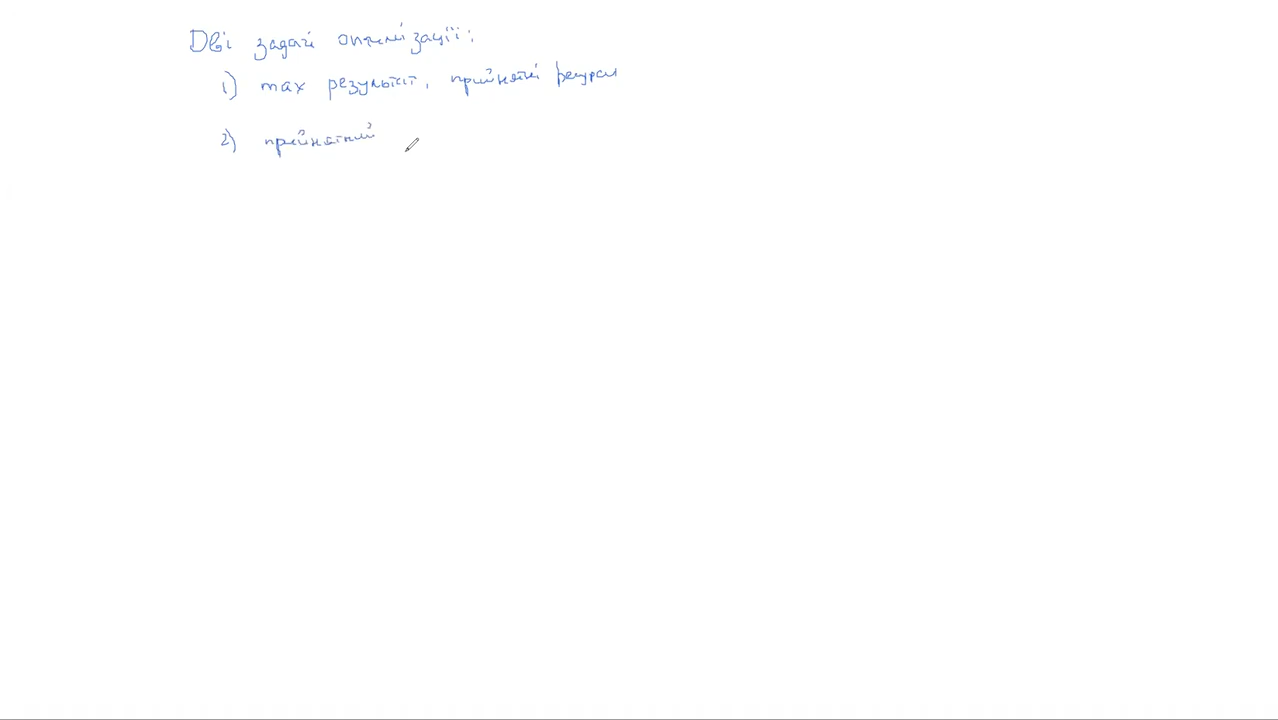 Дві задачі оптимізації:
1) max результат, прийнятні ресурси
2) прийнятний